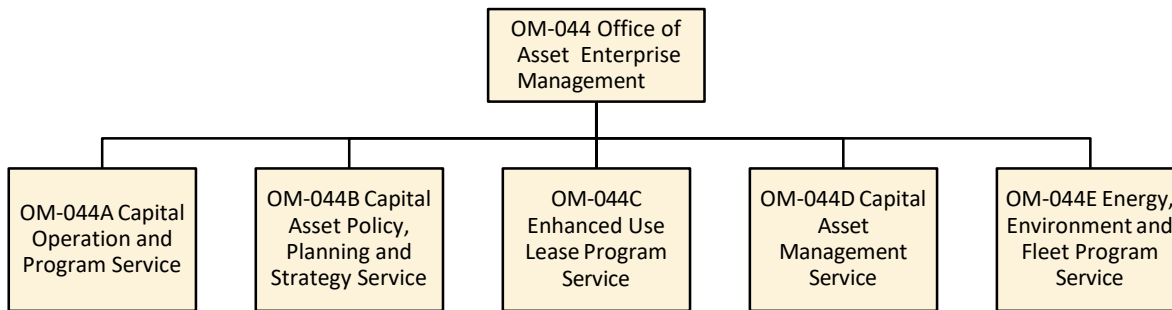 OM-044 Office of
Asset Enterprise
Management
OM-044A Capital
Operation and
Program Service
OM-044B Capital
Asset Policy,
Planning and
Strategy Service
OM-044C
Enhanced Use
Lease Program
Service
OM-044D Capital
Asset
Management
Service
OM-044E Energy,
Environment and
Fleet Program
Service